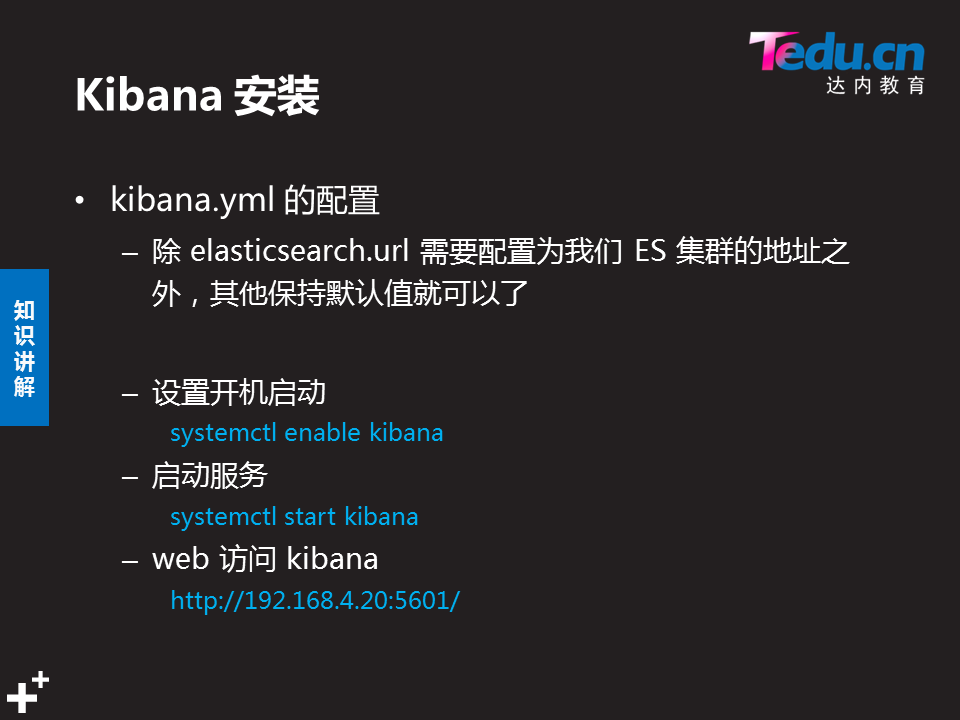 Tedu.cn
达内教育
Kibana 安装
• kibana.yml 的配置
– 除 elasticsearch.url 需要配置为我们 ES 集群的地址之
外，其他保持默认值就可以了
知识讲解
– 设置开机启动
systemctl enable kibana
– 启动服务
systemctl start kibana
– web 访问 kibana
http://192.168.4.20:5601/